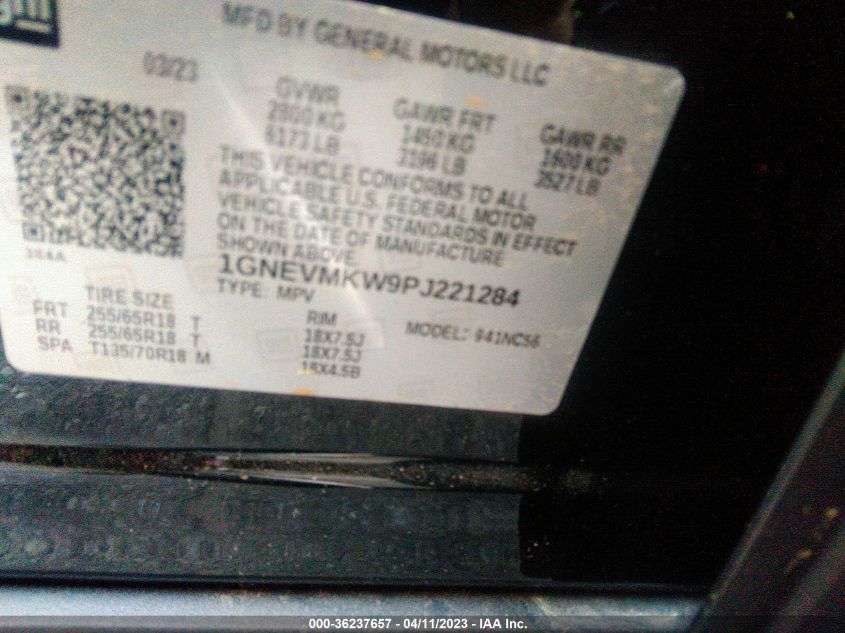 gm
MFD BY GENERAL MOTORS LLC
03/23
GVWR GAWR FRT GAWR RR
2800 KG 1450 KG 1600 KG
6173 LB 3196 LB 3527 LB
THIS VEHICLE CONFORMS TO ALL
APPLICABLE U.S. FEDERAL MOTOR
VEHICLE SAFETY STANDARDS IN EFFECT
ON THE DATE OF MANUFACTURE
SHOWN ABOVE.
1GNEVMKW9PJ221284
TYPE: MPV
TIRE SIZE RIM MODEL: 941NC56
FRT 255/65R18 T 18X7.5J
RR 255/65R18 T 18X7.5J
SPA T135/70R18 M 18X4.5B
000-36237657 - 04/11/2023 - IAA Inc.